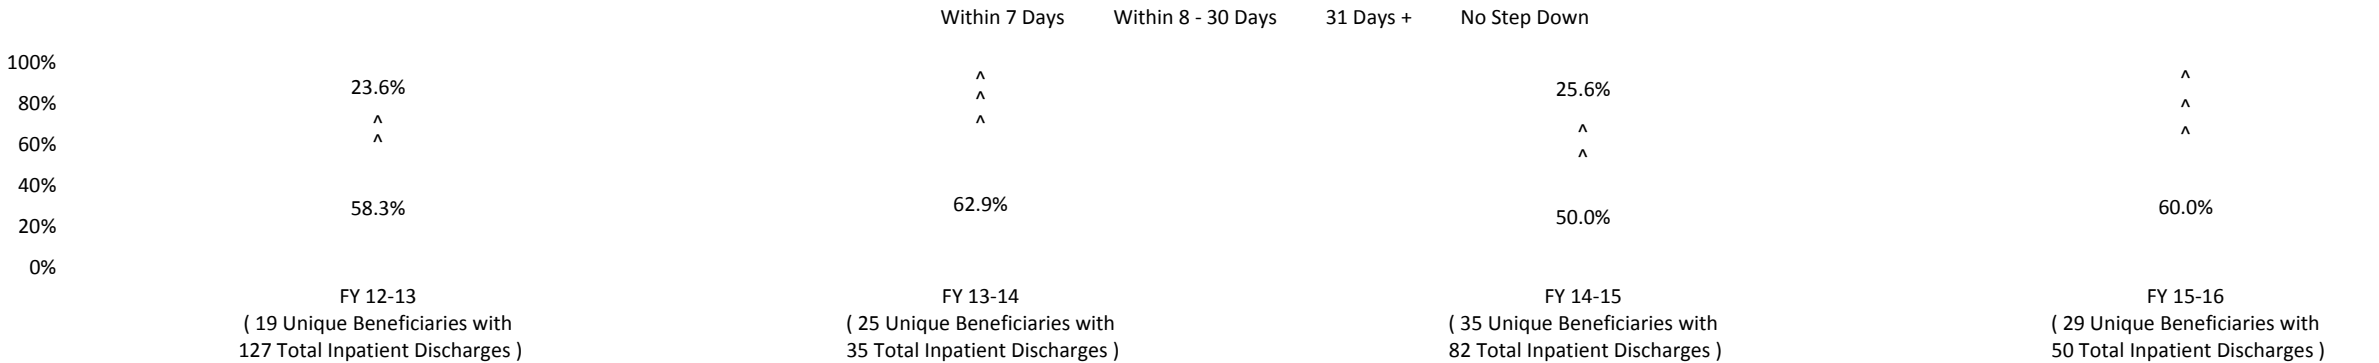 Within 7 Days Within 8 - 30 Days 31 Days + No Step Down
100%
80%
60%
40%
20%
0%
23.6%
^
^
58.3%
^
^
^
62.9%
25.6%
^
^
50.0%
^
^
^
60.0%
FY 12-13
( 19 Unique Beneficiaries with
127 Total Inpatient Discharges )
FY 13-14
( 25 Unique Beneficiaries with
35 Total Inpatient Discharges )
FY 14-15
( 35 Unique Beneficiaries with
82 Total Inpatient Discharges )
FY 15-16
( 29 Unique Beneficiaries with
50 Total Inpatient Discharges )